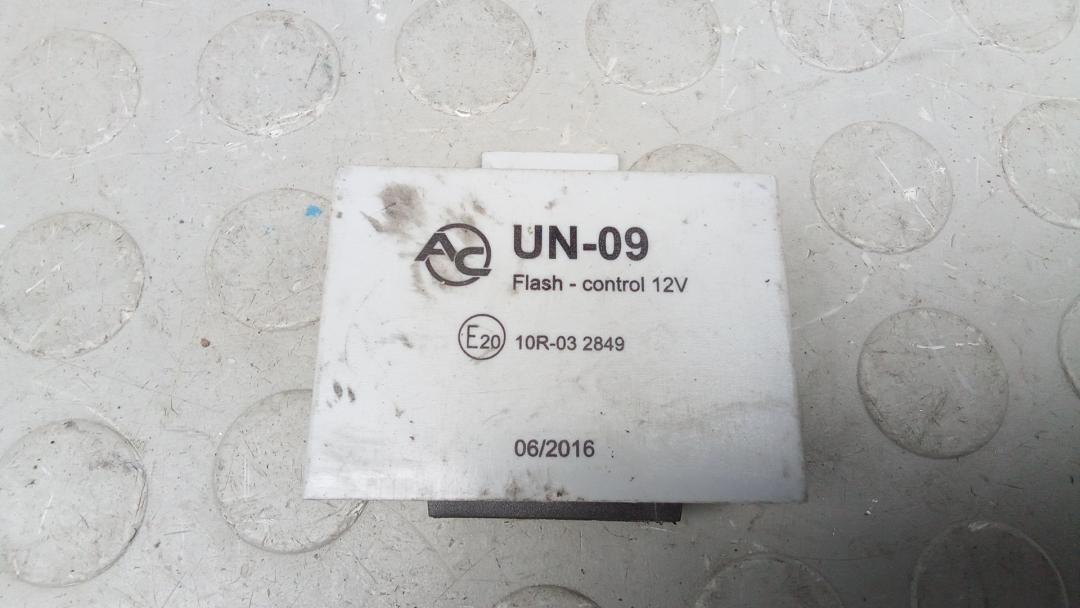 AC UN-09
Flash - control 12V
E20 10R-03 2849
06/2016